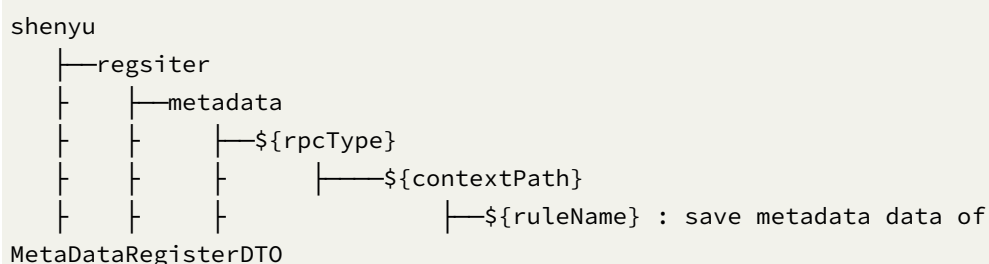 shenyu
   ├──regsiter
   ├    ├──metadata
   ├    ├     ├──${rpcType}
   ├    ├     ├      ├────${contextPath}
   ├    ├     ├               ├──${ruleName} : save metadata data of
MetaDataRegisterDTO